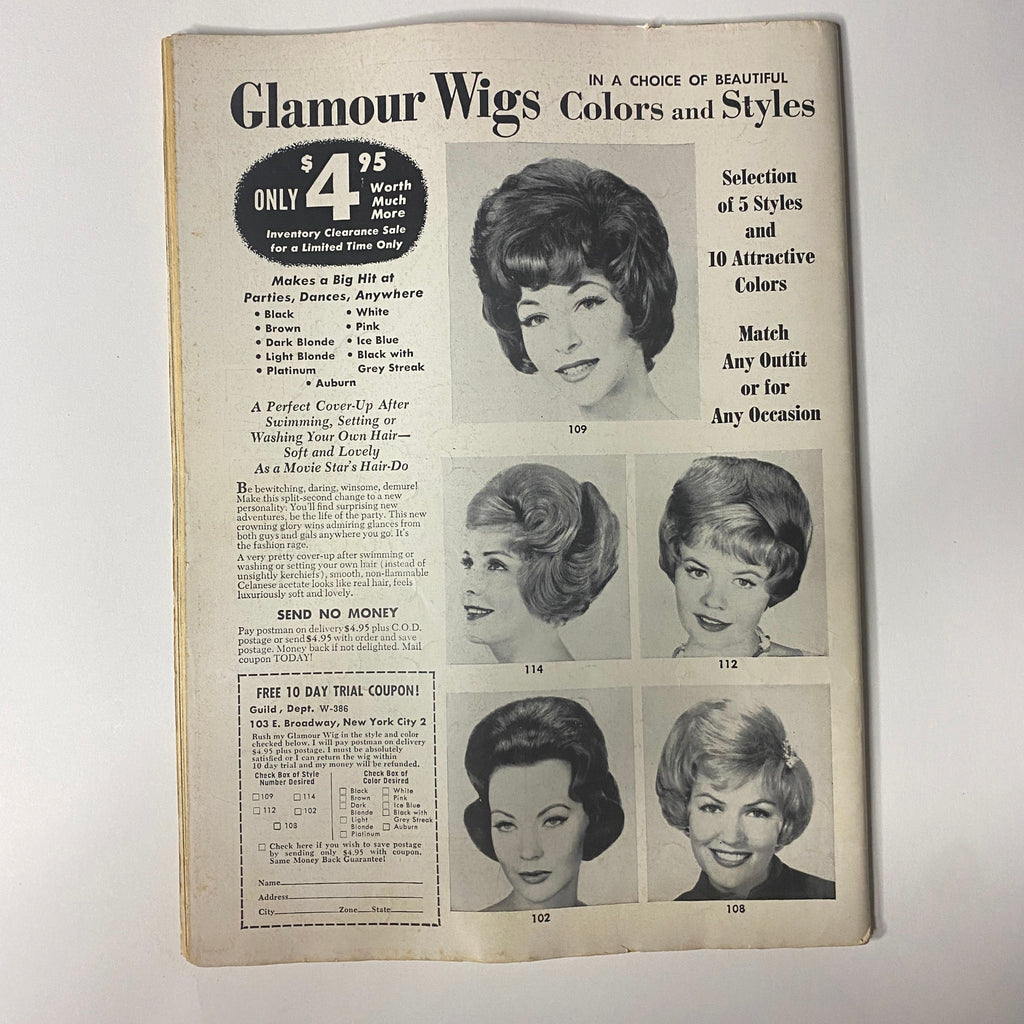 Glamour Wigs
IN A CHOICE OF BEAUTIFUL
Colors and Styles
ONLY $4.95
Worth
Much
More
Inventory Clearance Sale
for a Limited Time Only
Makes a Big Hit at
Parties, Dances, Anywhere
• Black
• Brown
• Dark Blonde
• Light Blonde
• Platinum
• White
• Pink
• Ice Blue
• Black with
Grey Streak
• Auburn
A Perfect Cover-Up After
Swimming, Setting or
Washing Your Own Hair—
Soft and Lovely
As a Movie Star's Hair-Do
Be bewitching, daring, winsome, demure!
Make this split-second change to a new
personality. You'll find surprising new
adventures, be the life of the party. This new
crowning glory wins admiring glances from
both guys and gals anywhere you go. It's
the fashion rage.
A very pretty cover-up after swimming or
washing or setting your own hair (instead of
unsightly kerchiefs), smooth, non-flammable
Celanese acetate looks like real hair, feels
luxuriously soft and lovely.
SEND NO MONEY
Pay postman on delivery $4.95 plus C.O.D.
postage or send $4.95 with order and save
postage. Money back if not delighted. Mail
coupon TODAY!
FREE 10 DAY TRIAL COUPON!
Guild, Dept. W-386
103 E. Broadway, New York City 2
Rush my Glamour Wig in the style and color
checked below. I will pay postman on delivery
$4.95 plus postage. I must be absolutely
satisfied or I can return the wig within
10 day trial and my money will be refunded.
Check Box of Style
Number Desired
109
114
112
102
108
Check Box of
Color Desired
Black
Brown
Dark
Blonde
Light
Blonde
Platinum
White
Pink
Ice Blue
Black with
Grey Streak
Auburn
Check here if you wish to save postage
by sending only $4.95 with coupon.
Same Money Back Guarantee!
Name
Address
City Zone State
Selection
of 5 Styles
and
10 Attractive
Colors
Match
Any Outfit
or for
Any Occasion
109
114
112
102
108